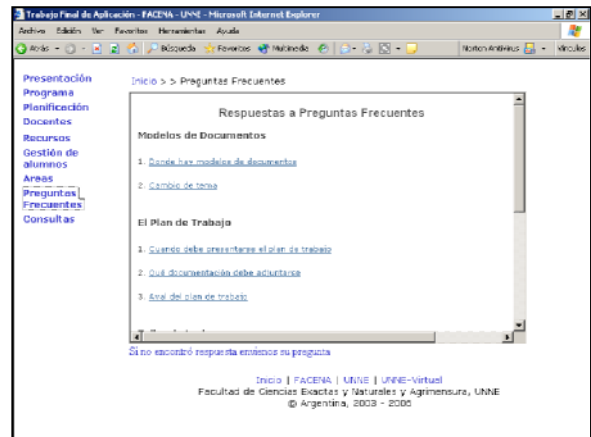 Trabajo Final de Aplicación - FACENA - UNNE - Microsoft Internet Explorer
Archivo Edición Ver Favoritos Herramientas Ayuda
Atrás Búsqueda Favoritos Multimedia Norton AntiVirus Vínculos
Presentación
Programa
Planificación
Docentes
Recursos
Gestión de
alumnos
Areas
Preguntas
Frecuentes
Consultas
Inicio > > Preguntas Frecuentes
Respuestas a Preguntas Frecuentes
Modelos de Documentos
1. Donde hay modelos de documentos
2. Cambio de tema
El Plan de Trabajo
1. Cuando debe presentarse el plan de trabajo
2. Qué documentación debe adjuntarse
3. Aval del plan de trabajo
Si no encontró respuesta envíenos su pregunta
Inicio | FACENA | UNNE | UNNE-Virtual
Facultad de Ciencias Exactas y Naturales y Agrimensura, UNNE
© Argentina, 2003 - 2006